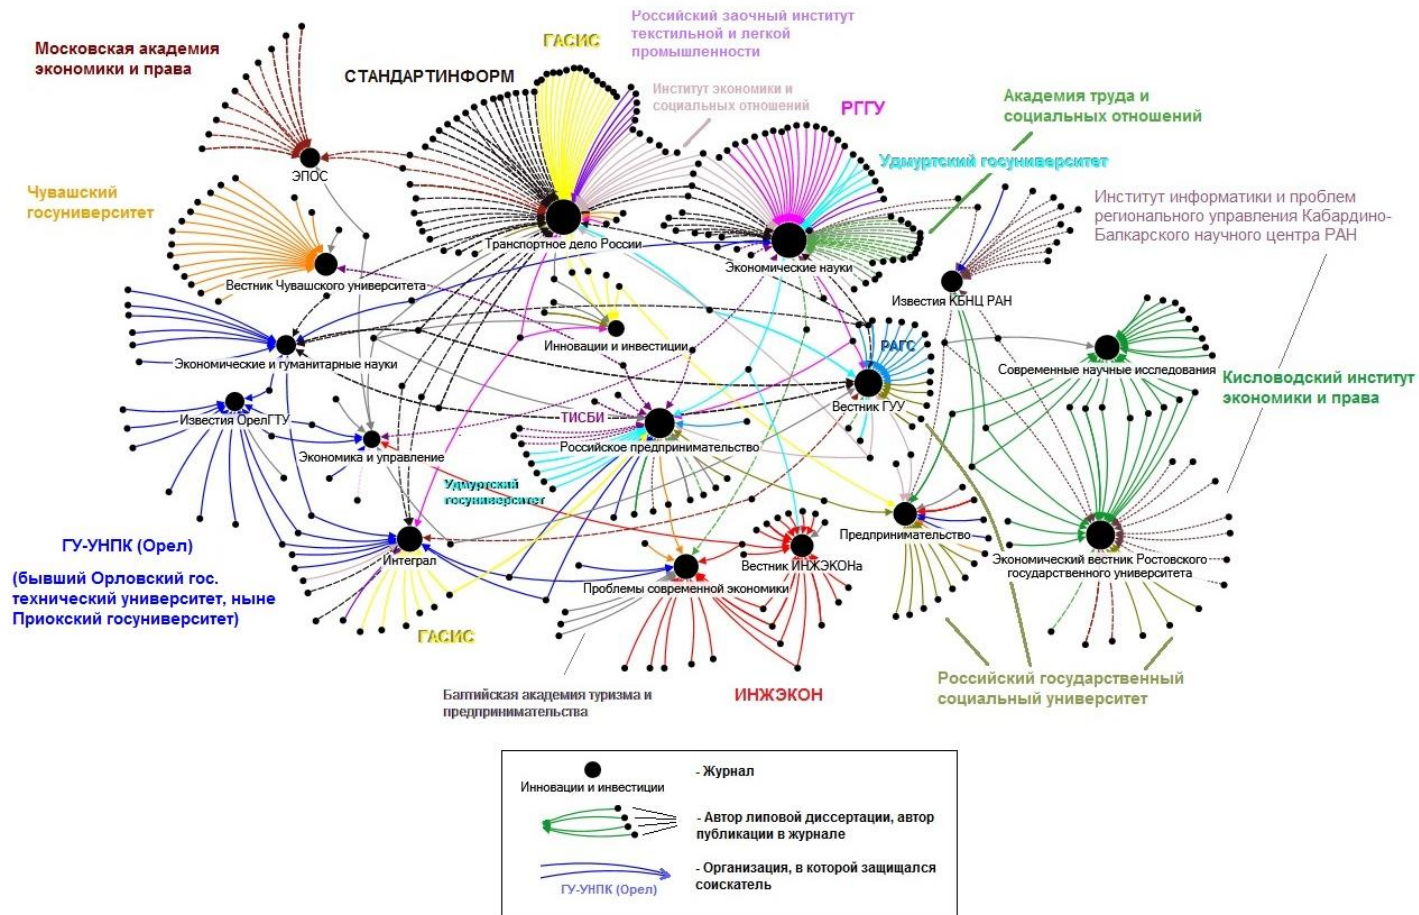 Российский заочный институт
текстильной и легкой
промышленности
ГАСИС
Московская академия
экономики и права
СТАНДАРТИНФОРМ
Институт экономики и
социальных отношений
РГГУ
Академия труда и
социальных отношений
Удмуртский госуниверситет
ЭПОС
Чувашский
госуниверситет
Институт информатики и проблем
регионального управления Кабардино-
Балкарского научного центра РАН
Транспортное дело России
Экономические науки
Вестник Чувашского университета
Известия КБНЦ РАН
Инновации и инвестиции
РАГС
Экономические и гуманитарные науки
Современные научные исследования
Кисловодский институт
экономики и права
Вестник ГУУ
Известия ОрелГТУ
ТИСБИ
Российское предпринимательство
Экономика и управление
Удмуртский
госуниверситет
ГУ-УНПК (Орел)
(бывший Орловский гос.
технический университет, ныне
Приокский госуниверситет)
Интеграл
Предпринимательство
Экономический вестник Ростовского
государственного университета
Вестник ИНЖЭКОНа
Проблемы современной экономики
ГАСИС
Российский государственный
социальный университет
Балтийская академия туризма и
предпринимательства
ИНЖЭКОН
- Журнал
Инновации и инвестиции
- Автор липовой диссертации, автор
публикации в журнале
- Организация, в которой защищался
соискатель
ГУ-УНПК (Орел)